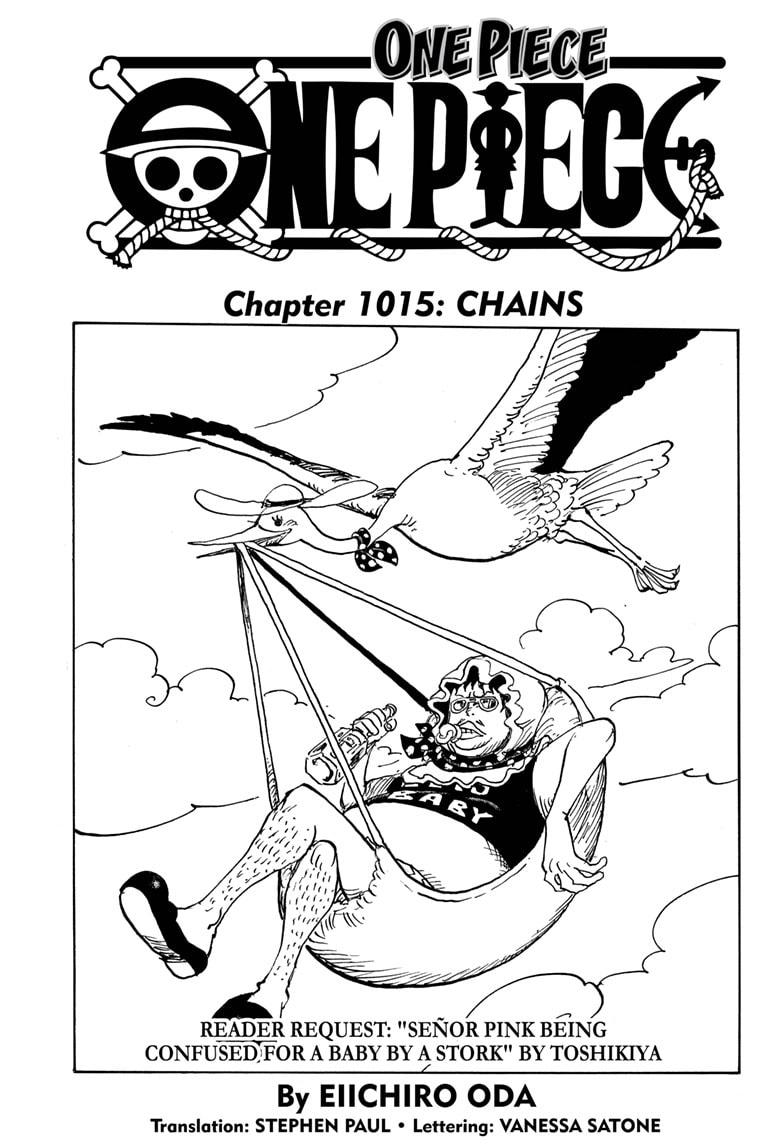 ONE PIECE
ONE PIECE
Chapter 1015: CHAINS
BABY
READER REQUEST: "SEÑOR PINK BEING
CONFUSED FOR A BABY BY A STORK" BY TOSHIKIYA
By EIICHIRO ODA
Translation: STEPHEN PAUL • Lettering: VANESSA SATONE